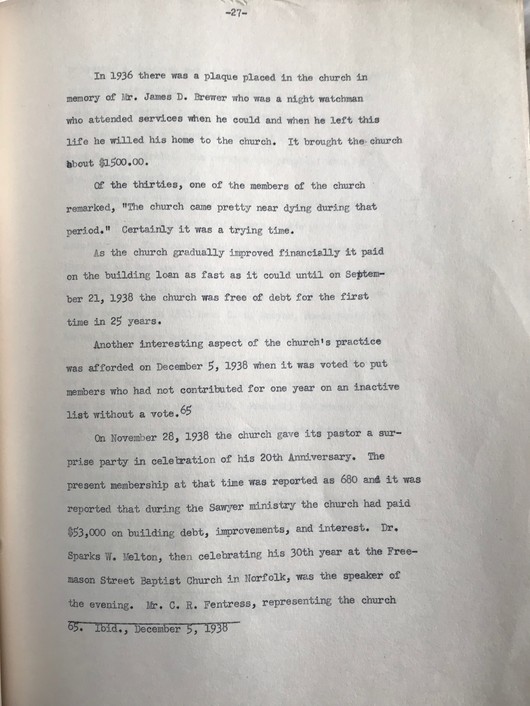 -27-
In 1936 there was a plaque placed in the church in
memory of Mr. James D. Brewer who was a night watchman
who attended services when he could and when he left this
life he willed his home to the church. It brought the church
about $1500.00.
Of the thirties, one of the members of the church
remarked, "The church came pretty near dying during that
period." Certainly it was a trying time.
As the church gradually improved financially it paid
on the building loan as fast as it could until on Septem-
ber 21, 1938 the church was free of debt for the first
time in 25 years.
Another interesting aspect of the church's practice
was afforded on December 5, 1938 when it was voted to put
members who had not contributed for one year on an inactive
list without a vote.65
On November 28, 1938 the church gave its pastor a sur-
prise party in celebration of his 20th Anniversary. The
present membership at that time was reported as 680 and it was
reported that during the Sawyer ministry the church had paid
$53,000 on building debt, improvements, and interest. Dr.
Sparks W. Melton, then celebrating his 30th year at the Free-
mason Street Baptist Church in Norfolk, was the speaker of
the evening. Mr. C. R. Fentress, representing the church
65. Ibid., December 5, 1938